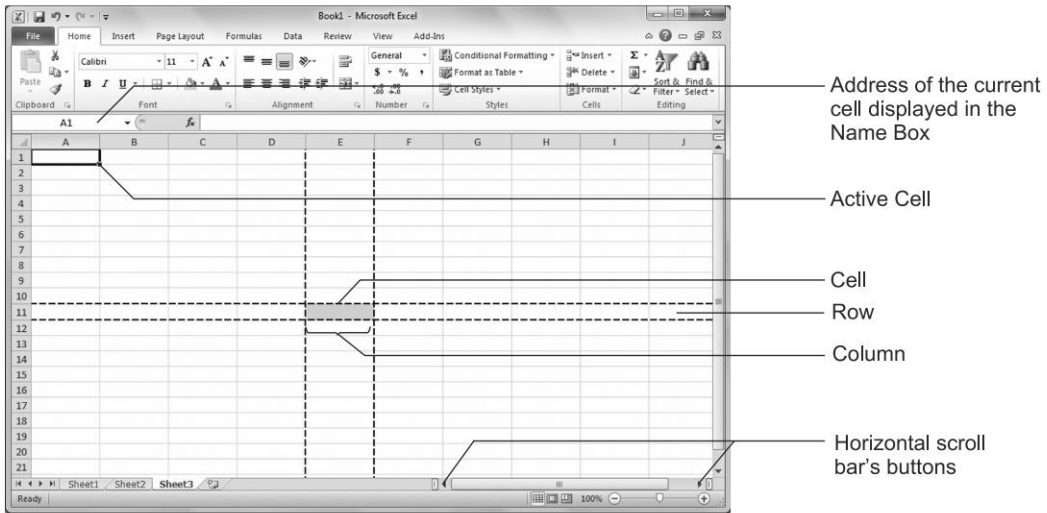 Book1 - Microsoft Excel
File Home Insert Page Layout Formulas Data Review View Add-Ins
Paste
Clipboard
Calibri 11 A A
B I U A
Font
Alignment
General
$ % ,
.00 .0
Number
Conditional Formatting
Format as Table
Cell Styles
Styles
Insert
Delete
Format
Cells
Σ
Sort & Filter
Find & Select
Editing
A1 fx
A B C D E F G H I J
1
2
3
4
5
6
7
8
9
10
11
12
13
14
15
16
17
18
19
20
21
Sheet1 Sheet2 Sheet3
Ready 100%
Address of the current
cell displayed in the
Name Box
Active Cell
Cell
Row
Column
Horizontal scroll
bar's buttons